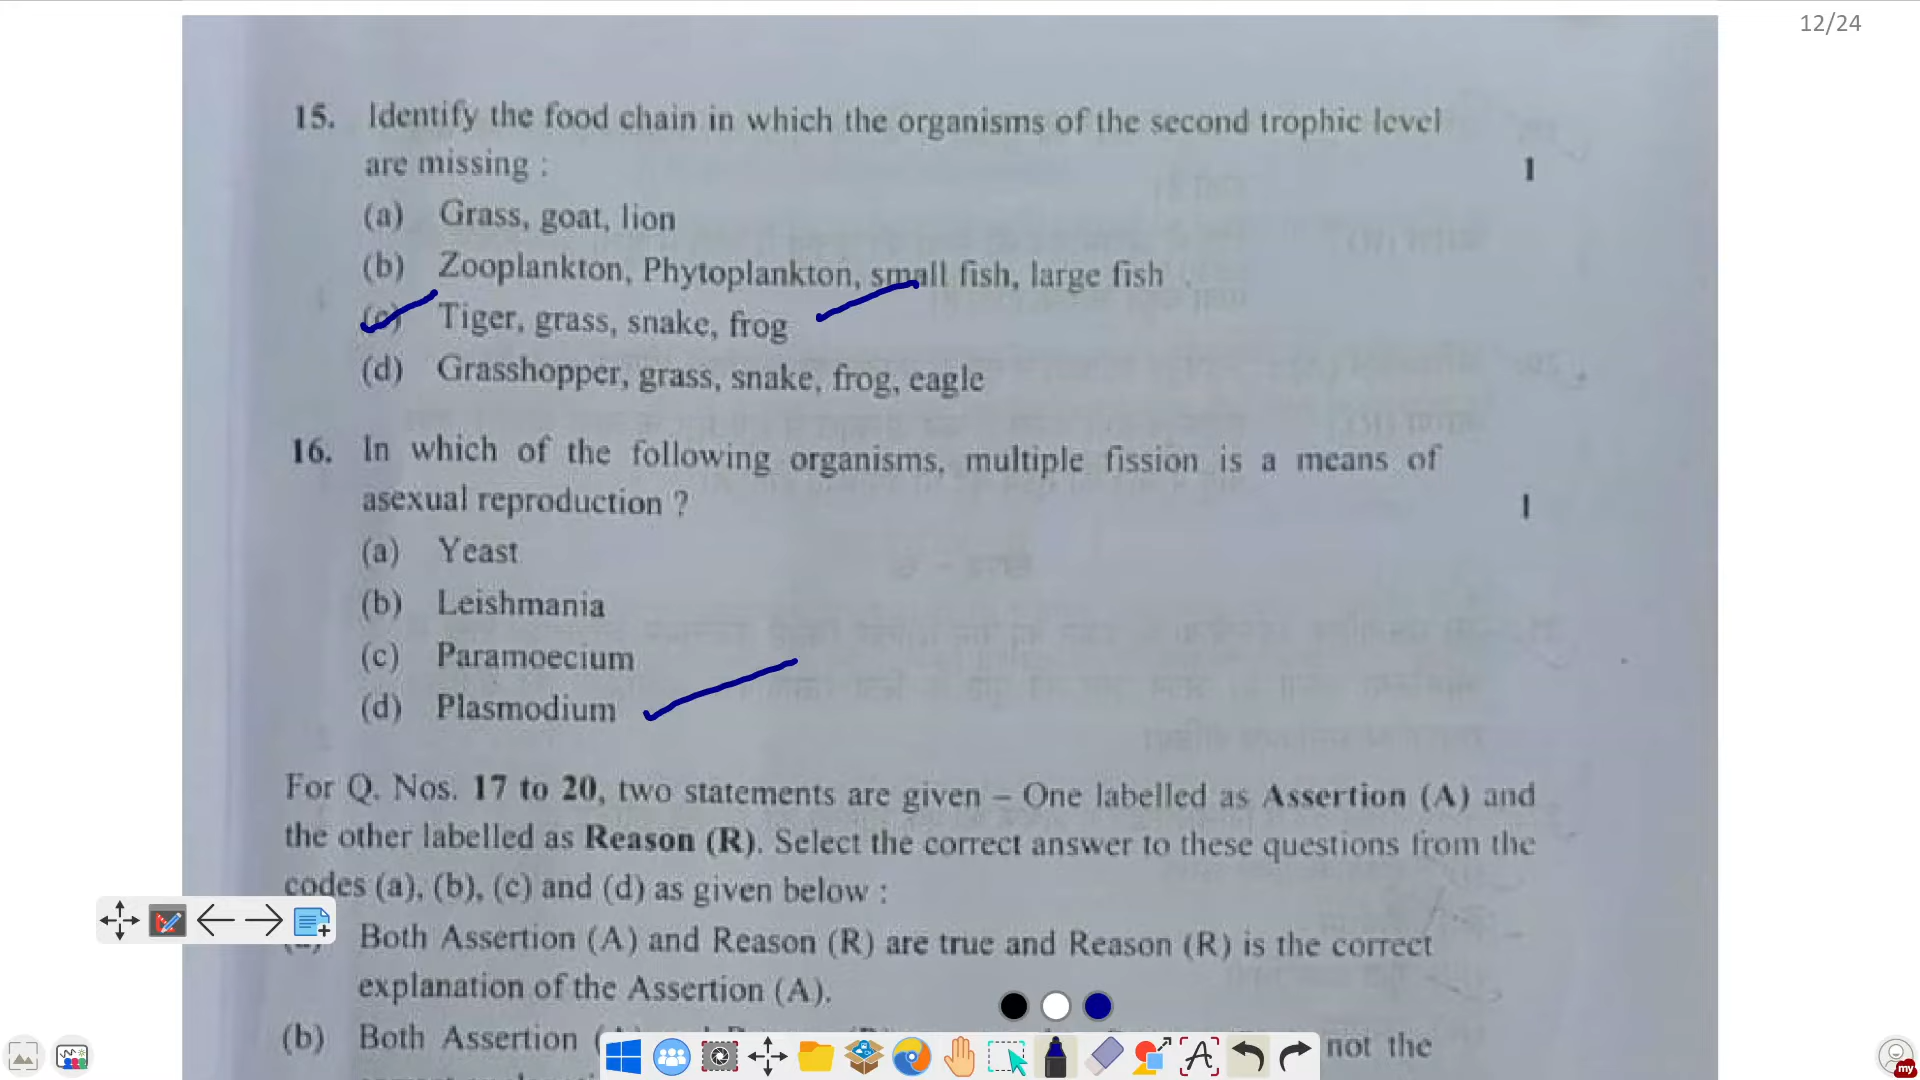 12/24
15. Identify the food chain in which the organisms of the second trophic level
are missing : 1
(a) Grass, goat, lion
(b) Zooplankton, Phytoplankton, small fish, large fish
(c) Tiger, grass, snake, frog
(d) Grasshopper, grass, snake, frog, eagle
16. In which of the following organisms, multiple fission is a means of
asexual reproduction ? 1
(a) Yeast
(b) Leishmania
(c) Paramoecium
(d) Plasmodium
For Q. Nos. 17 to 20, two statements are given – One labelled as Assertion (A) and
the other labelled as Reason (R). Select the correct answer to these questions from the
codes (a), (b), (c) and (d) as given below :
Both Assertion (A) and Reason (R) are true and Reason (R) is the correct
explanation of the Assertion (A).
(b) Both Assertion not the
my